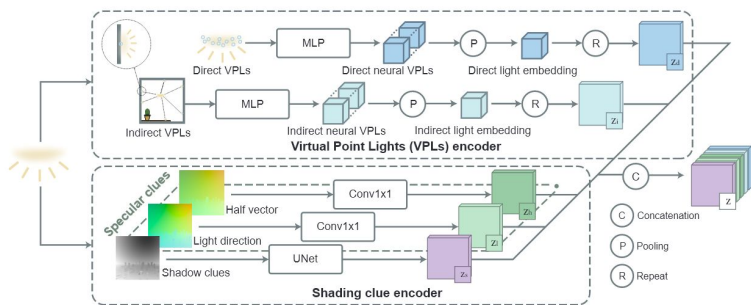 MLP
P
R
Direct VPLs
Direct neural VPLs
Direct light embedding
Zd
MLP
P
R
Indirect VPLs
Indirect neural VPLs
Indirect light embedding
Zi
Virtual Point Lights (VPLs) encoder
Specular clues
Half vector
Conv1x1
Zh
Light direction
Conv1x1
Zl
Shadow clues
UNet
Zs
Shading clue encoder
C
Z
C Concatenation
P Pooling
R Repeat